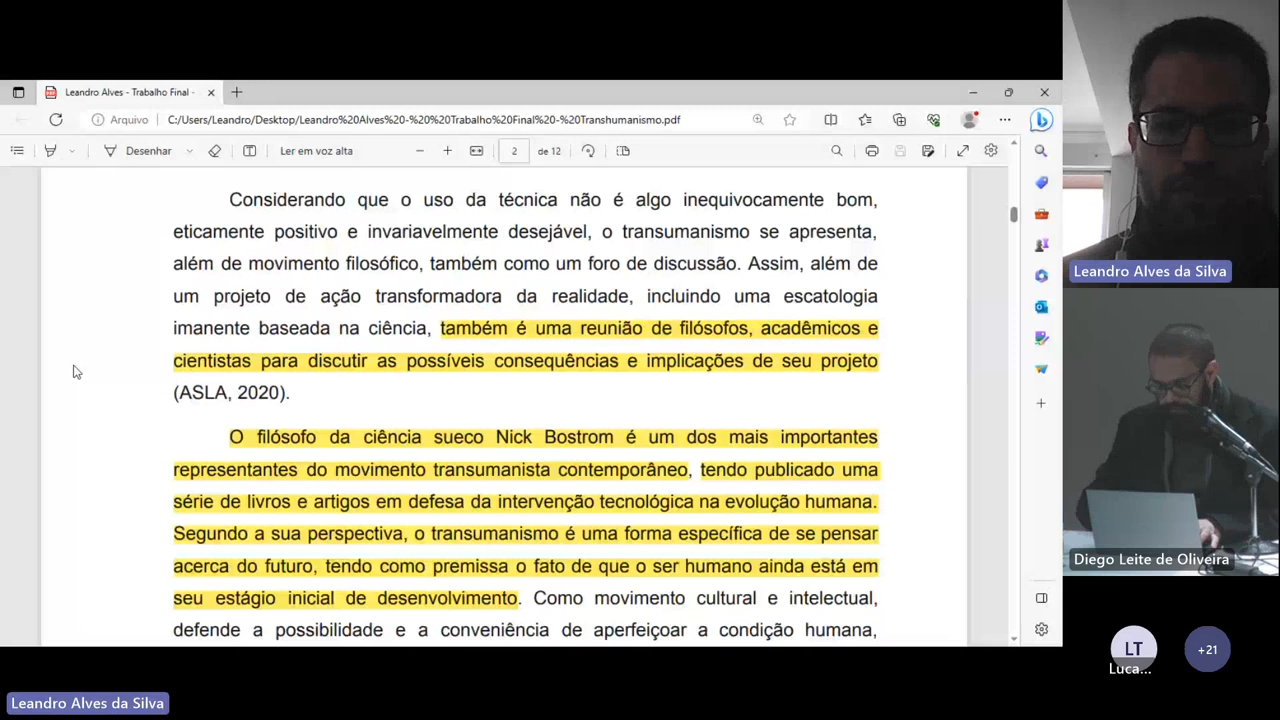 Leandro Alves - Trabalho Final -
Arquivo
C:/Users/Leandro/Desktop/Leandro%20Alves%20-%20%20Trabalho%20Final%20-%20Transhumanismo.pdf
Desenhar
Ler em voz alta
2
de 12
Considerando que o uso da técnica não é algo inequivocamente bom,
eticamente positivo e invariavelmente desejável, o transumanismo se apresenta,
além de movimento filosófico, também como um foro de discussão. Assim, além de
um projeto de ação transformadora da realidade, incluindo uma escatologia
imanente baseada na ciência, também é uma reunião de filósofos, acadêmicos e
cientistas para discutir as possíveis consequências e implicações de seu projeto
(ASLA, 2020).
O filósofo da ciência sueco Nick Bostrom é um dos mais importantes
representantes do movimento transumanista contemporâneo, tendo publicado uma
série de livros e artigos em defesa da intervenção tecnológica na evolução humana.
Segundo a sua perspectiva, o transumanismo é uma forma específica de se pensar
acerca do futuro, tendo como premissa o fato de que o ser humano ainda está em
seu estágio inicial de desenvolvimento. Como movimento cultural e intelectual,
defende a possibilidade e a conveniência de aperfeiçoar a condição humana,
Leandro Alves da Silva
Diego Leite de Oliveira
LT
Luca...
+21
Leandro Alves da Silva